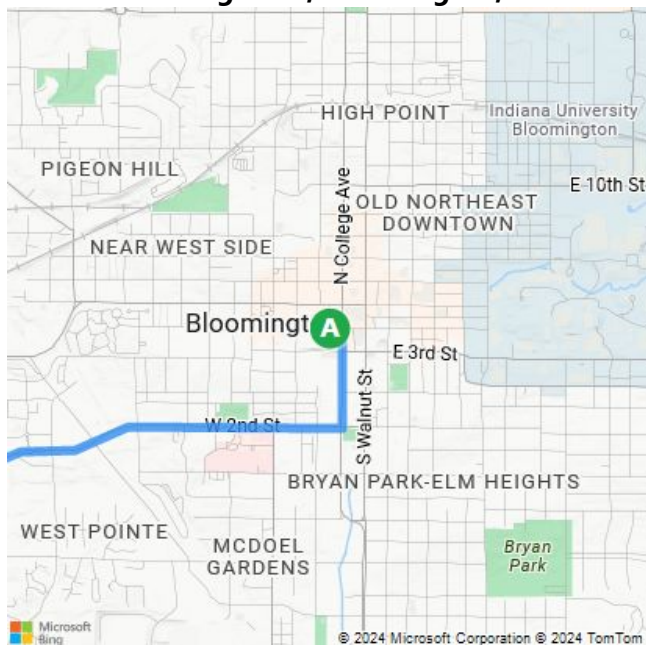 HIGH POINT
Indiana University
Bloomington
PIGEON HILL
E 10th St
OLD NORTHEAST
DOWNTOWN
N College Ave
NEAR WEST SIDE
Bloomingt
A
E 3rd St
S Walnut St
W 2nd St
BRYAN PARK-ELM HEIGHTS
WEST POINTE
MCDOEL
GARDENS
Bryan
Park
Microsoft
Bing
© 2024 Microsoft Corporation © 2024 TomTom